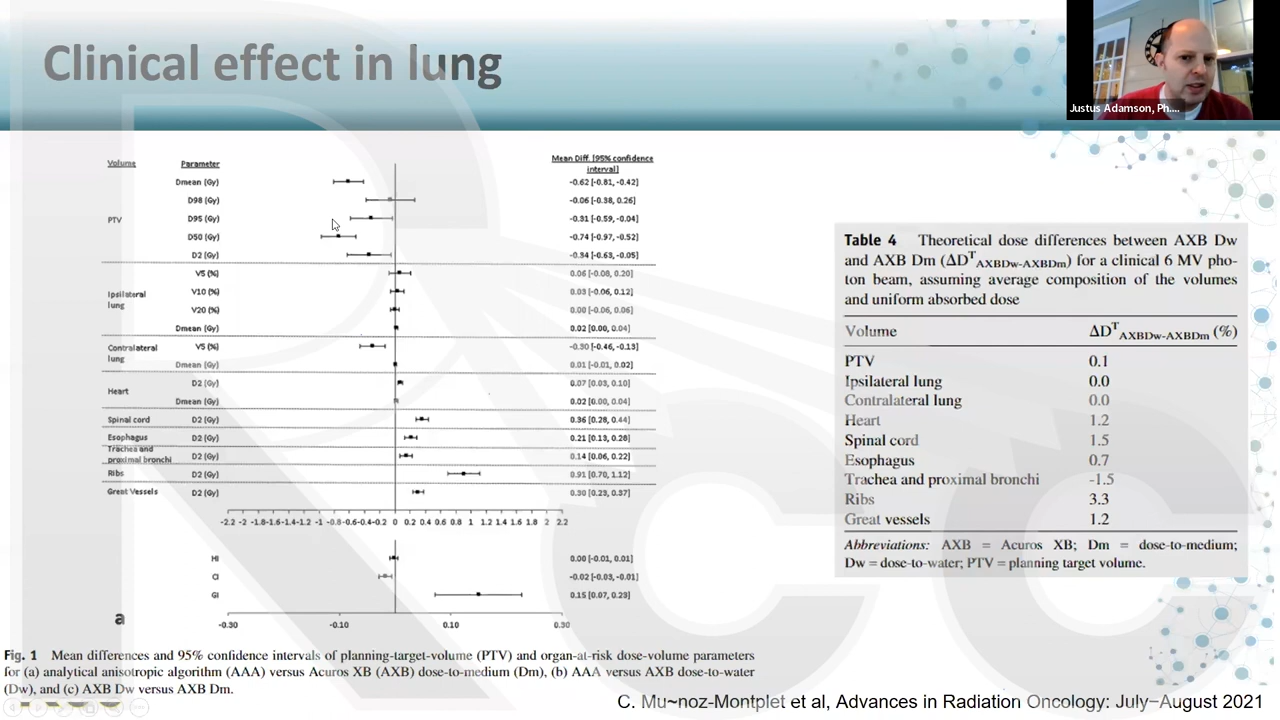 Clinical effect in lung
Justus Adamson, Ph....
Volume Parameter Mean Diff. [95% confidence
interval]
Dmean (Gy) -0.62 [-0.81, -0.42]
D98 (Gy) -0.06 [-0.38, 0.26]
PTV D95 (Gy) -0.31 [-0.59, -0.04]
D50 (Gy) -0.74 [-0.97, -0.52]
D2 (Gy) -0.34 [-0.63, -0.05]
V5 (%) 0.06 [-0.08, 0.20]
Ipsilateral V10 (%) 0.03 [-0.06, 0.12]
lung V20 (%) 0.00 [-0.06, 0.06]
Dmean (Gy) 0.02 [0.00, 0.04]
Contralateral V5 (%) -0.30 [-0.46, -0.13]
lung Dmean (Gy) 0.01 [-0.01, 0.02]
D2 (Gy) 0.07 [0.03, 0.10]
Heart
Dmean (Gy) 0.02 [0.00, 0.04]
Spinal cord D2 (Gy) 0.36 [0.28, 0.44]
Esophagus D2 (Gy) 0.21 [0.13, 0.28]
Trachea and
proximal bronchi D2 (Gy) 0.14 [0.06, 0.22]
Ribs D2 (Gy) 0.91 [0.70, 1.12]
Great Vessels D2 (Gy) 0.30 [0.23, 0.37]
-2.2 -2 -1.8 -1.6 -1.4 -1.2 -1 -0.8 -0.6 -0.4 -0.2 0 0.2 0.4 0.6 0.8 1 1.2 1.4 1.6 1.8 2 2.2
HI 0.00 [-0.01, 0.01]
CI -0.02 [-0.03, -0.01]
GI 0.15 [0.07, 0.23]
a
-0.30 -0.10 0.10 0.30
Fig. 1 Mean differences and 95% confidence intervals of planning-target-volume (PTV) and organ-at-risk dose-volume parameters
for (a) analytical anisotropic algorithm (AAA) versus Acuros XB (AXB) dose-to-medium (Dm), (b) AAA versus AXB dose-to-water
(Dw), and (c) AXB Dw versus AXB Dm.
Table 4 Theoretical dose differences between AXB Dw
and AXB Dm (ΔDᵀAXBDw-AXBDm) for a clinical 6 MV pho-
ton beam, assuming average composition of the volumes
and uniform absorbed dose
Volume ΔDᵀAXBDw-AXBDm (%)
PTV 0.1
Ipsilateral lung 0.0
Contralateral lung 0.0
Heart 1.2
Spinal cord 1.5
Esophagus 0.7
Trachea and proximal bronchi -1.5
Ribs 3.3
Great vessels 1.2
Abbreviations: AXB = Acuros XB; Dm = dose-to-medium;
Dw = dose-to-water; PTV = planning target volume.
C. Mu~noz-Montplet et al, Advances in Radiation Oncology: July−August 2021
RCC